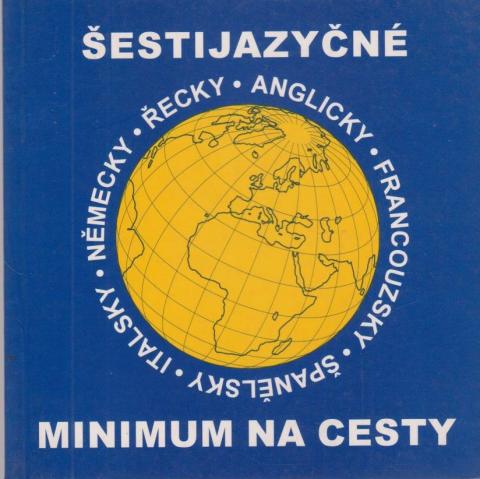 ŠESTIJAZYČNÉ
ŘECKY • ANGLICKY • FRANCOUZSKY • ŠPANĚLSKY • ITALSKY • NĚMECKY •
MINIMUM NA CESTY